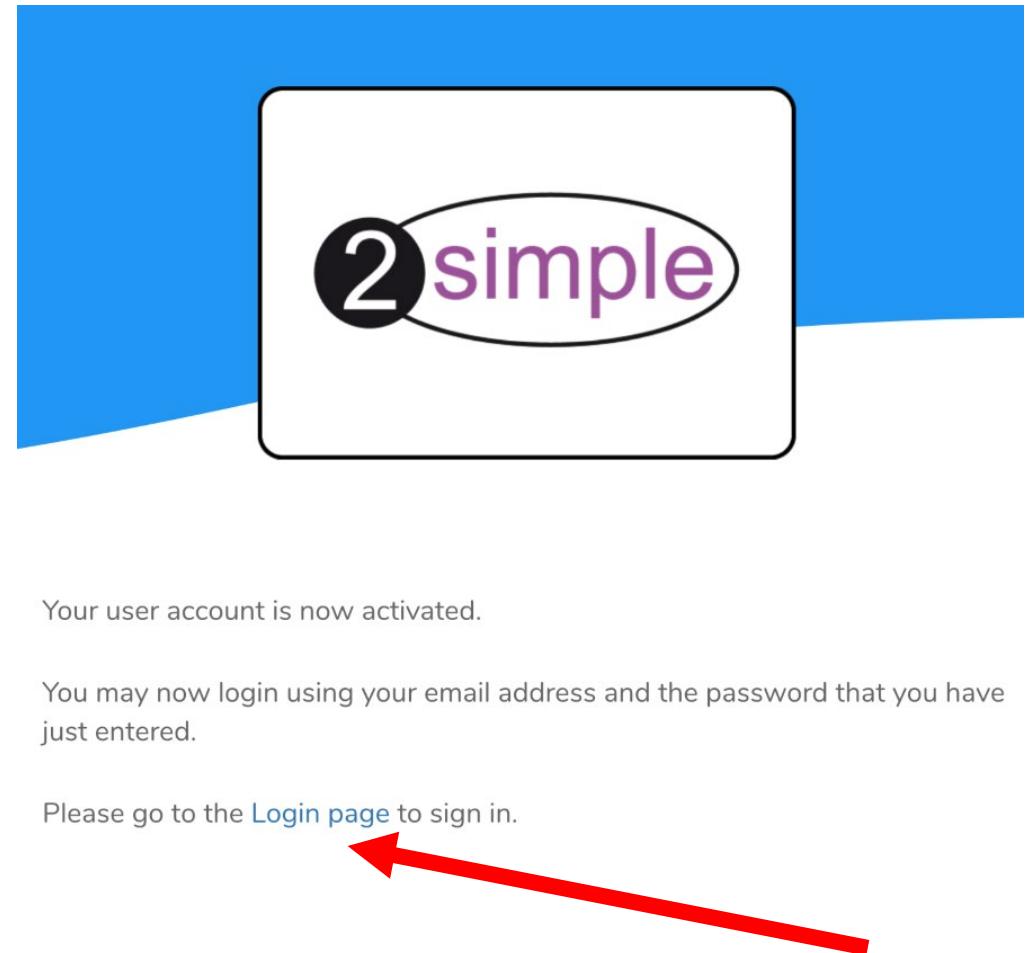 2simple
Your user account is now activated.
You may now login using your email address and the password that you have
just entered.
Please go to the Login page to sign in.